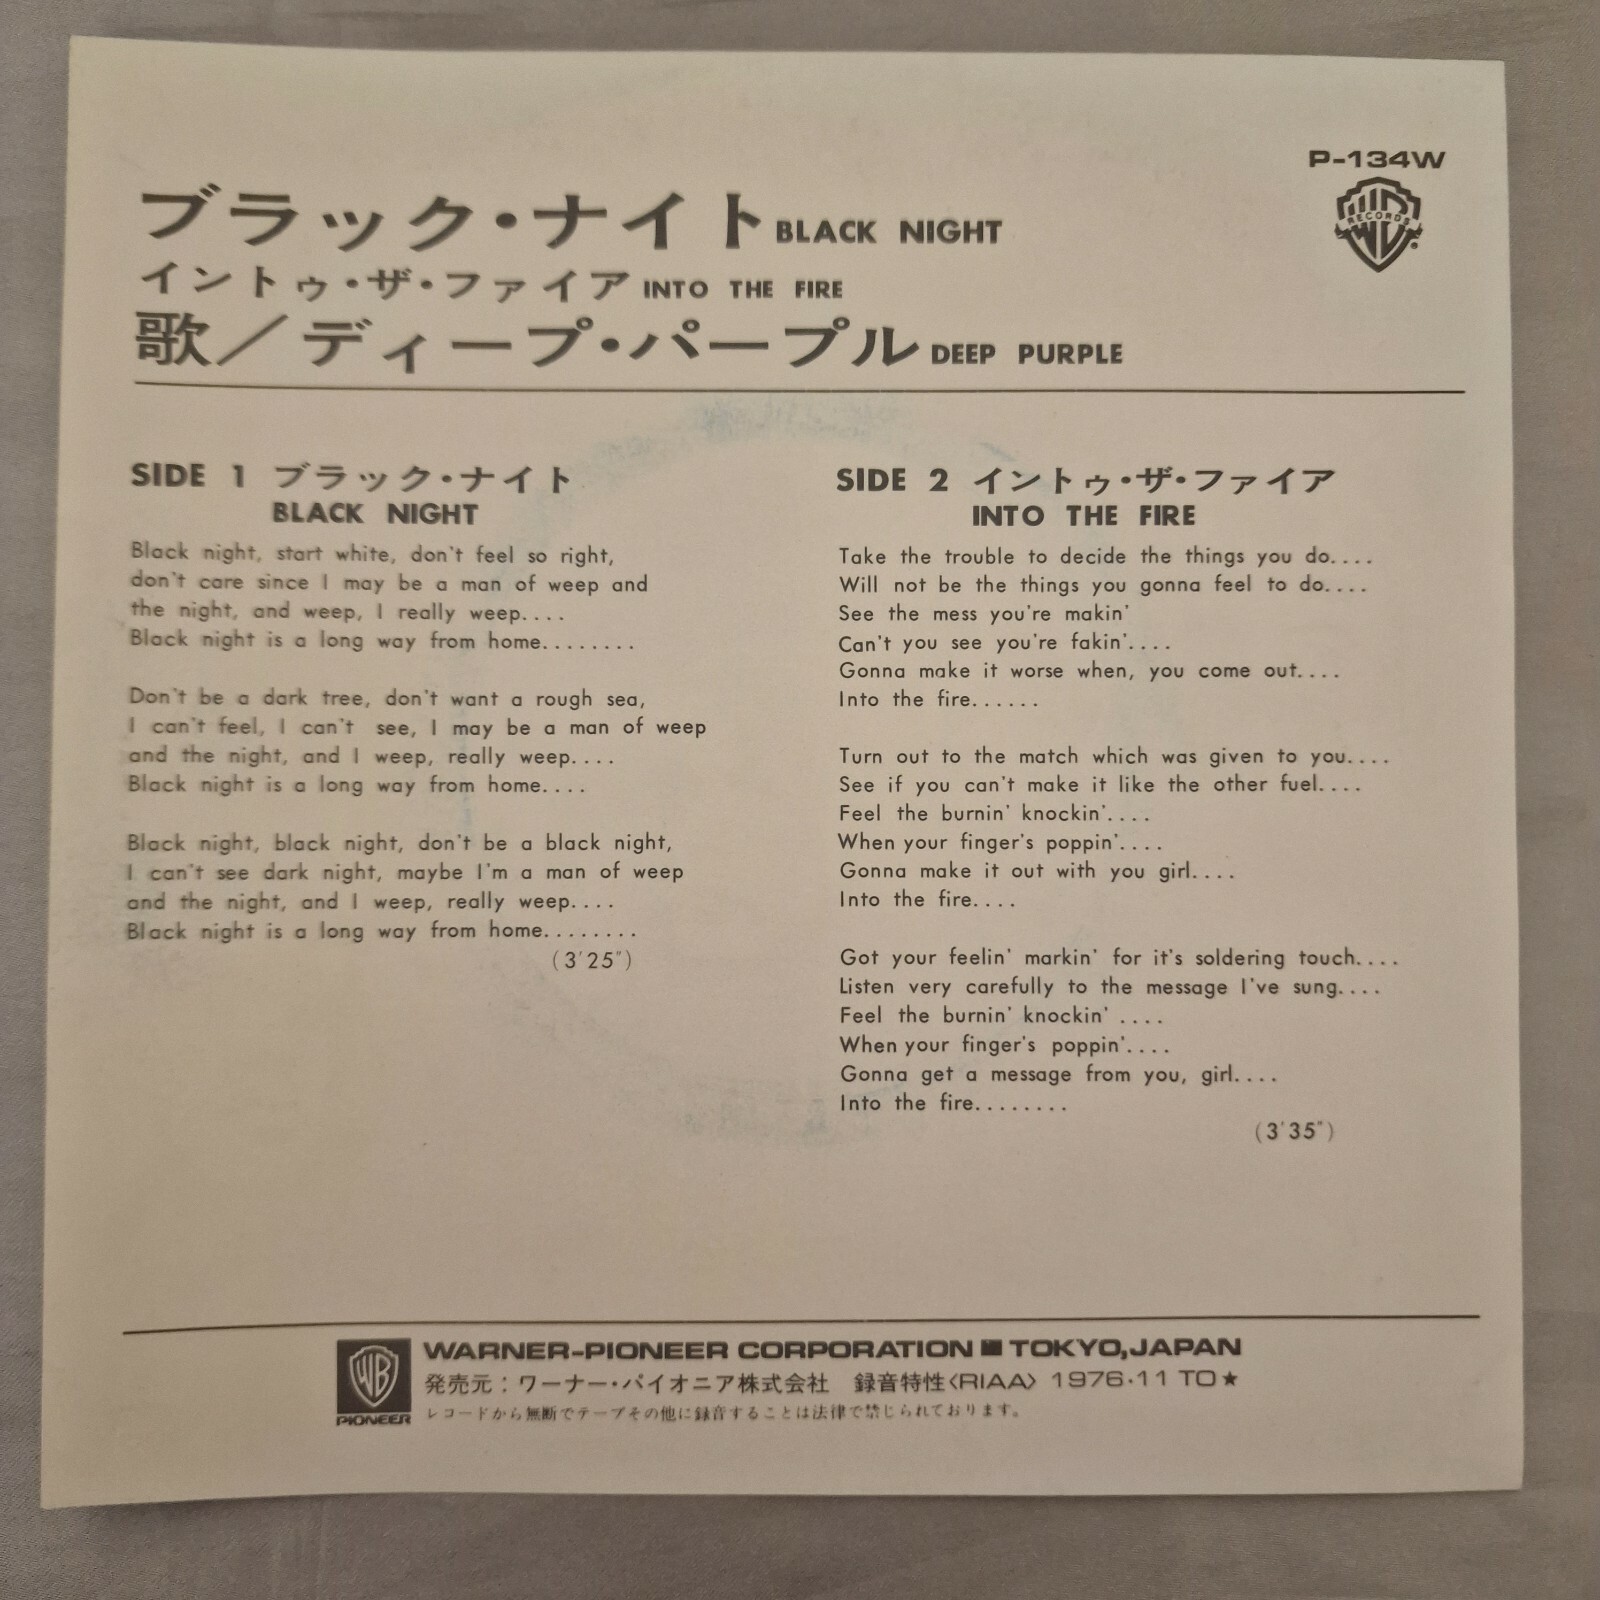 P-134W
W RECORDS
ブラック・ナイト BLACK NIGHT
イントゥ・ザ・ファイア INTO THE FIRE
歌／ディープ・パープル DEEP PURPLE
SIDE 1 ブラック・ナイト
BLACK NIGHT
Black night, start white, don't feel so right,
don't care since I may be a man of weep and
the night, and weep, I really weep....
Black night is a long way from home........
Don't be a dark tree, don't want a rough sea,
I can't feel, I can't see, I may be a man of weep
and the night, and I weep, really weep....
Black night is a long way from home....
Black night, black night, don't be a black night,
I can't see dark night, maybe I'm a man of weep
and the night, and I weep, really weep....
Black night is a long way from home........
(3'25")
SIDE 2 イントゥ・ザ・ファイア
INTO THE FIRE
Take the trouble to decide the things you do....
Will not be the things you gonna feel to do....
See the mess you're makin'
Can't you see you're fakin'....
Gonna make it worse when, you come out....
Into the fire......
Turn out to the match which was given to you....
See if you can't make it like the other fuel....
Feel the burnin' knockin'....
When your finger's poppin'....
Gonna make it out with you girl....
Into the fire....
Got your feelin' markin' for it's soldering touch....
Listen very carefully to the message I've sung....
Feel the burnin' knockin' ....
When your finger's poppin'....
Gonna get a message from you, girl....
Into the fire........
(3'35")
WB PIONEER
WARNER-PIONEER CORPORATION ■ TOKYO,JAPAN
発売元：ワーナー・パイオニア株式会社 録音特性〈RIAA〉 1976・11 TO★
レコードから無断でテープその他に録音することは法律で禁じられております。